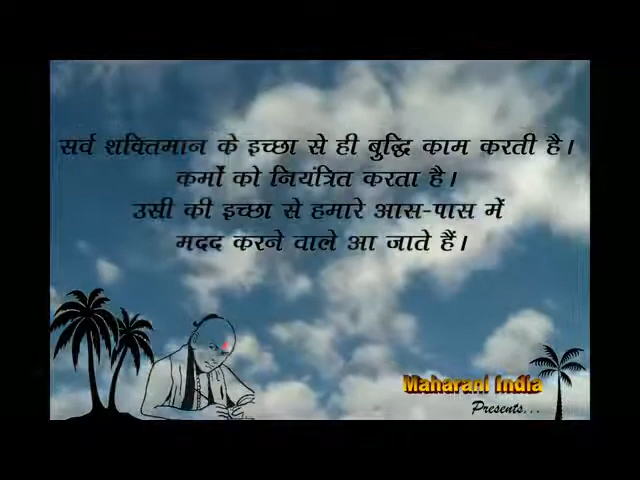 सर्व शक्तिमान के इच्छा से ही बुद्धि काम करती है।
कर्मो को नियंत्रित करता है।
उसी की इच्छा से हमारे आस-पास में
मदद करने वाले आ जाते हैं।
Maharani India
Presents...